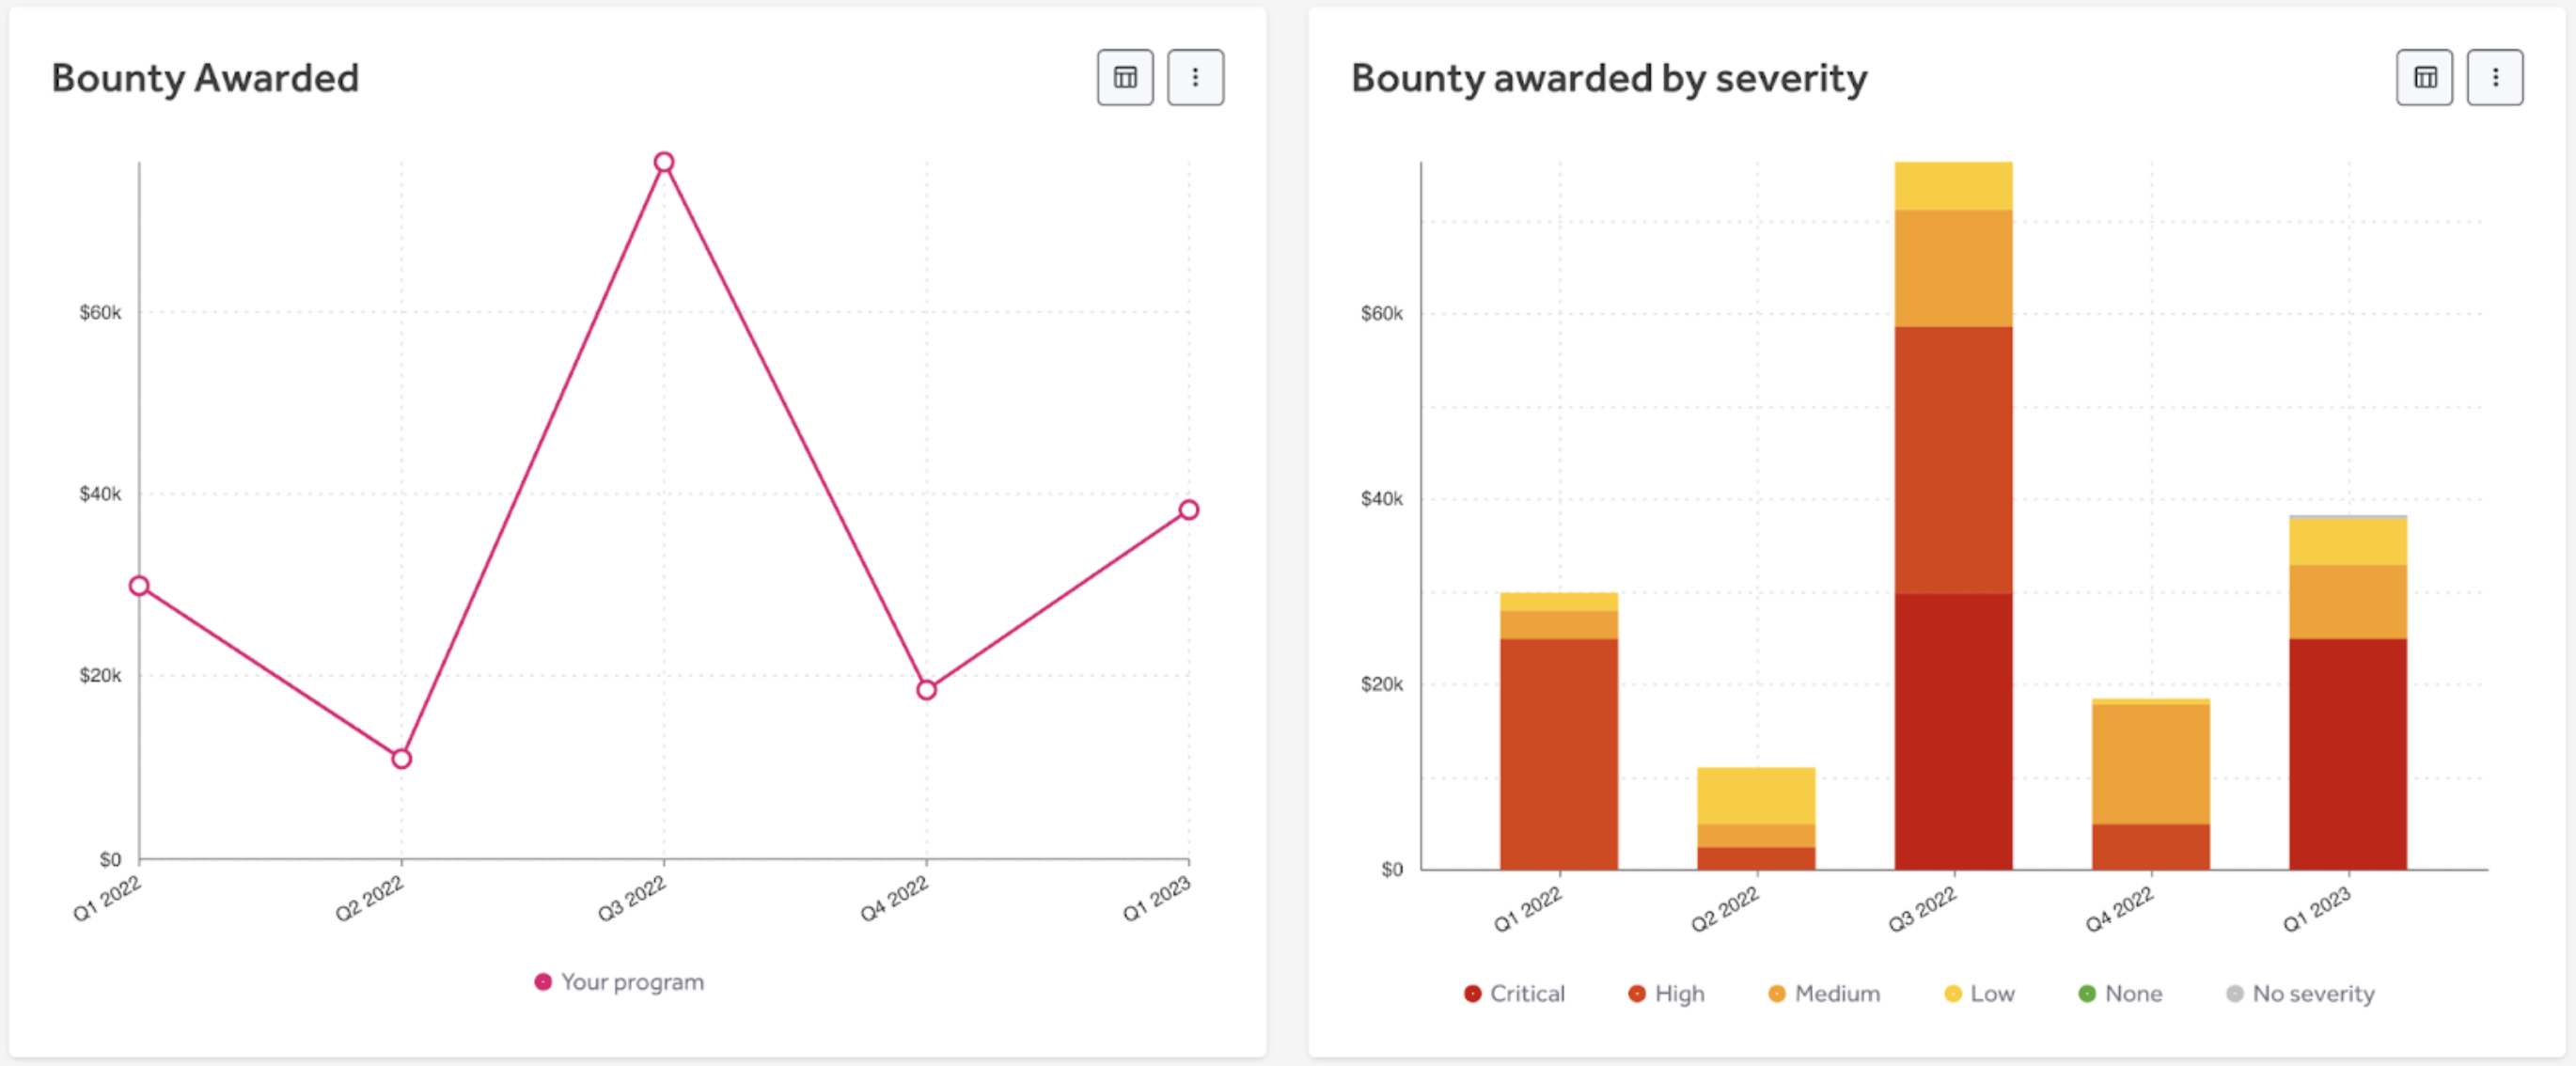 Bounty Awarded
$60k
$40k
$20k
$0
Q1 2022
Q2 2022
Q3 2022
Q4 2022
Q1 2023
Your program
Bounty awarded by severity
$60k
$40k
$20k
$0
Q1 2022
Q2 2022
Q3 2022
Q4 2022
Q1 2023
Critical
High
Medium
Low
None
No severity